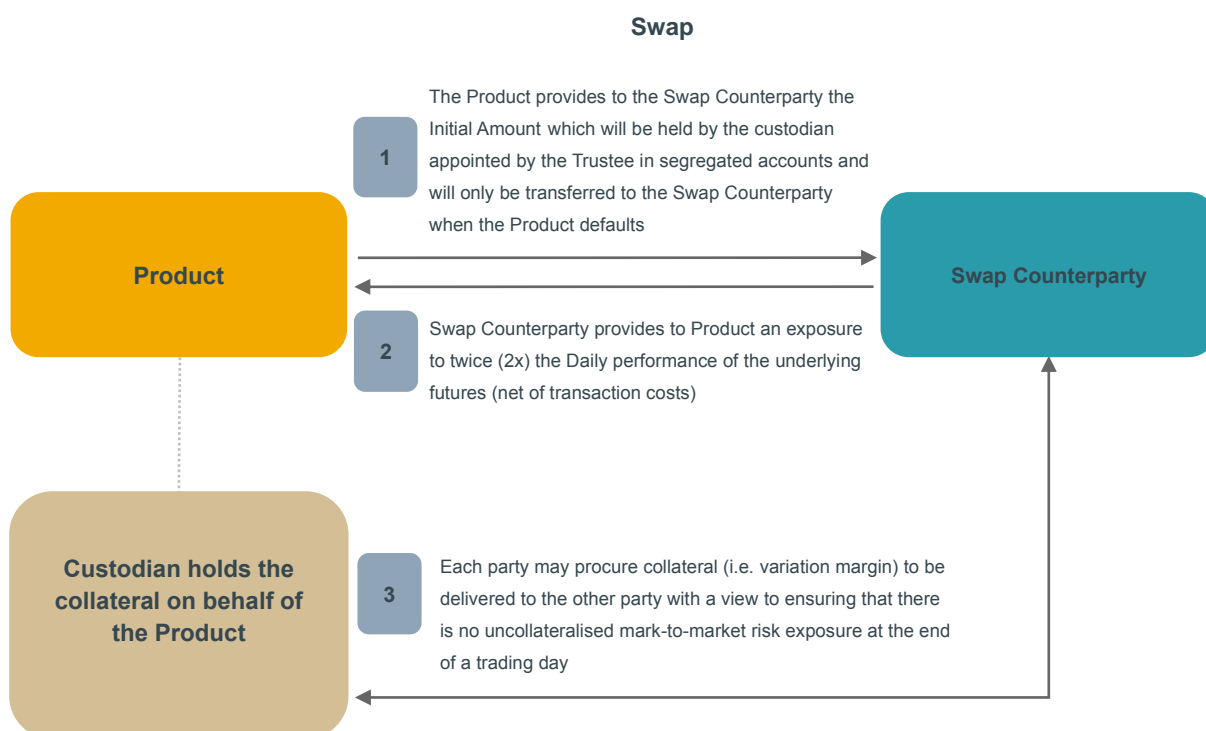 Swap
The Product provides to the Swap Counterparty the
Initial Amount which will be held by the custodian
1
appointed by the Trustee in segregated accounts and
will only be transferred to the Swap Counterparty
when the Product defaults
Product
Swap Counterparty
2
Swap Counterparty provides to Product an exposure
to twice (2x) the Daily performance of the underlying
futures (net of transaction costs)
Custodian holds the
collateral on behalf of
the Product
3
Each party may procure collateral (i.e. variation margin) to be
delivered to the other party with a view to ensuring that there
is no uncollateralised mark-to-market risk exposure at the end
of a trading day